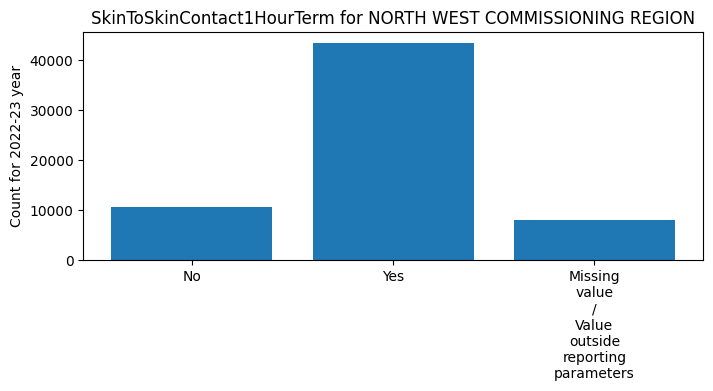 SkinToSkinContact1HourTerm for NORTH WEST COMMISSIONING REGION
Count for 2022-23 year
40000
30000
20000
10000
0
No
Yes
Missing
value
/
Value
outside
reporting
parameters